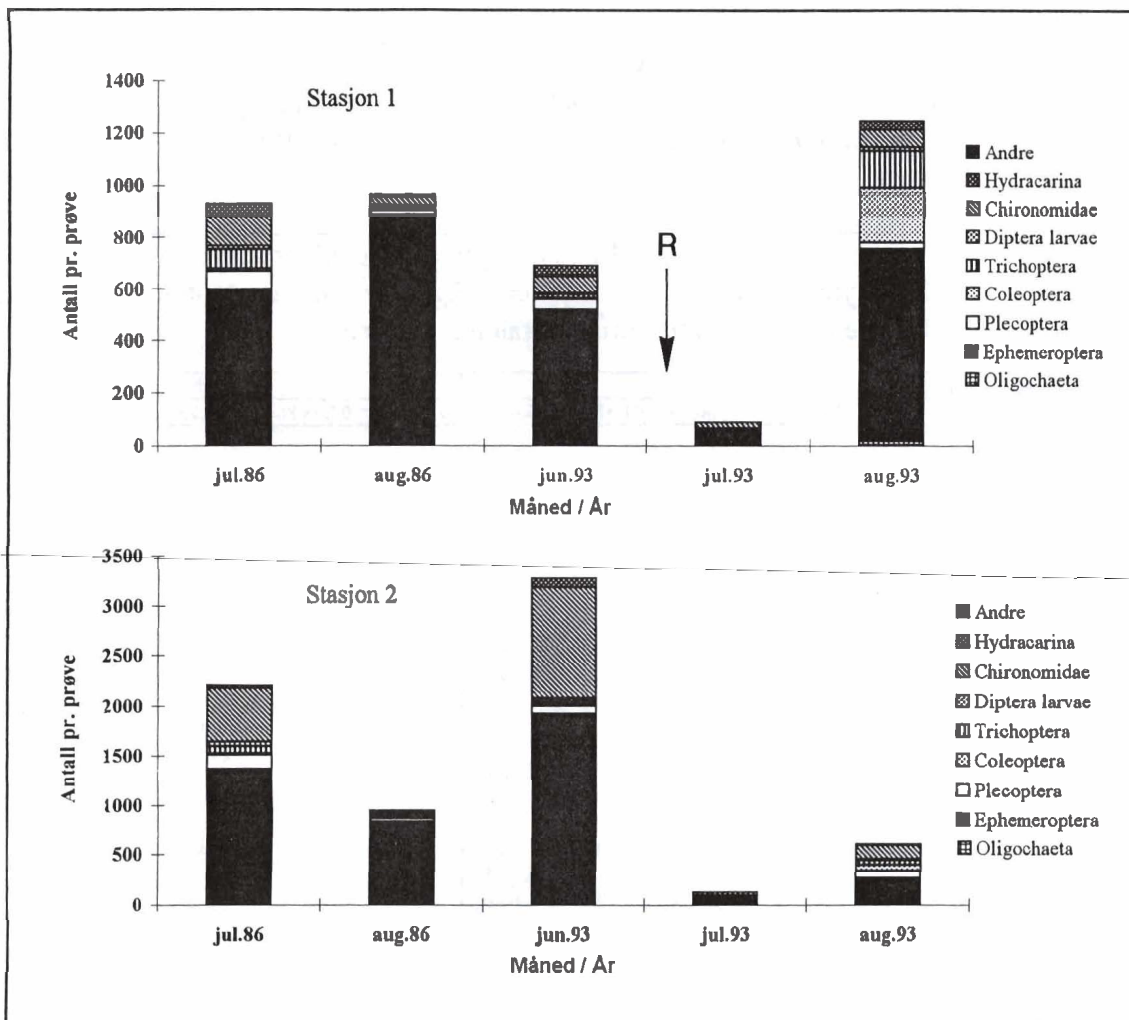 Stasjon 1
Antall pr. prøve
1400
1200
1000
800
600
400
200
0
R
jul.86 aug.86 jun.93 jul.93 aug.93
Måned / År
Andre
Hydracarina
Chironomidae
Diptera larvae
Trichoptera
Coleoptera
Plecoptera
Ephemeroptera
Oligochaeta
Stasjon 2
Antall pr. prøve
3500
3000
2500
2000
1500
1000
500
0
jul.86 aug.86 jun.93 jul.93 aug.93
Måned / År
Andre
Hydracarina
Chironomidae
Diptera larvae
Trichoptera
Coleoptera
Plecoptera
Ephemeroptera
Oligochaeta